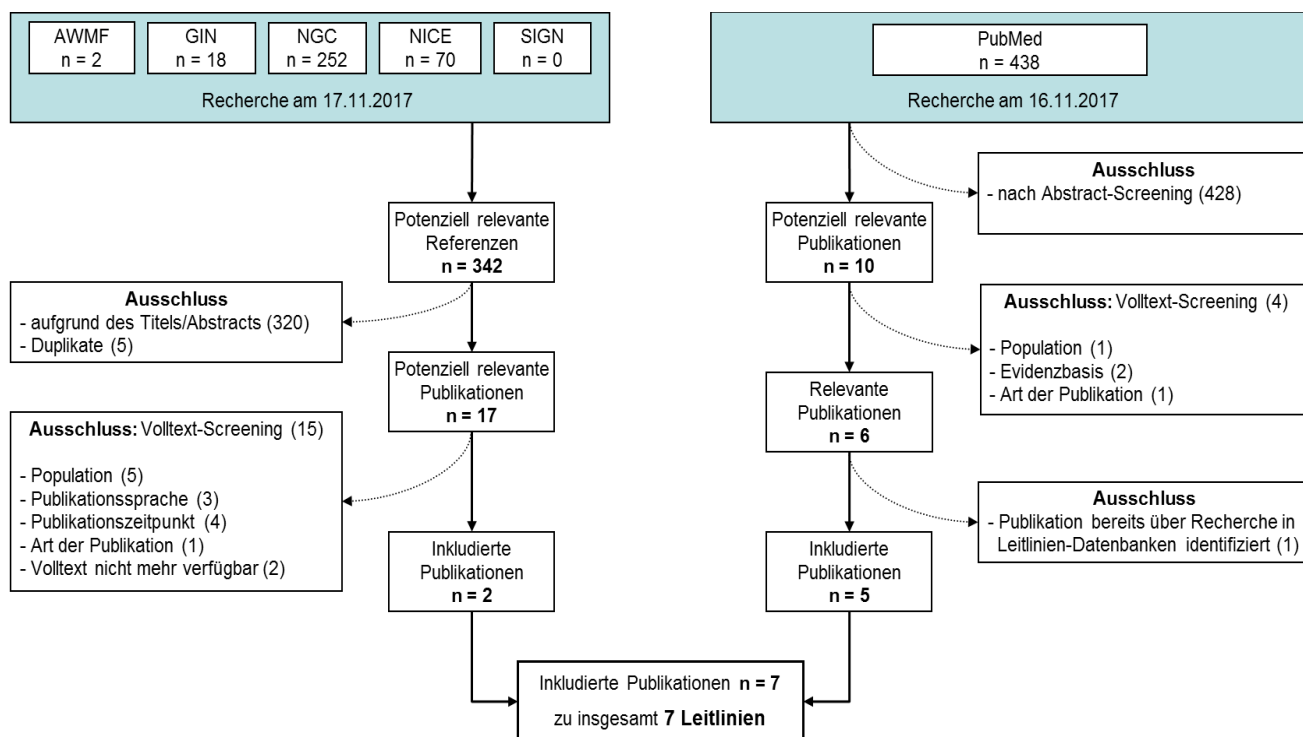 AWMF
n = 2
GIN
n = 18
NGC
n = 252
NICE
n = 70
SIGN
n = 0
Recherche am 17.11.2017
Potenziell relevante
Referenzen
n = 342
Ausschluss
- aufgrund des Titels/Abstracts (320)
- Duplikate (5)
Potenziell relevante
Publikationen
n = 17
Ausschluss: Volltext-Screening (15)
- Population (5)
- Publikationssprache (3)
- Publikationszeitpunkt (4)
- Art der Publikation (1)
- Volltext nicht mehr verfügbar (2)
Inkludierte
Publikationen
n = 2
PubMed
n = 438
Recherche am 16.11.2017
Ausschluss
- nach Abstract-Screening (428)
Potenziell relevante
Publikationen
n = 10
Ausschluss: Volltext-Screening (4)
- Population (1)
- Evidenzbasis (2)
- Art der Publikation (1)
Relevante
Publikationen
n = 6
Ausschluss
- Publikation bereits über Recherche in
Leitlinien-Datenbanken identifiziert (1)
Inkludierte
Publikationen
n = 5
Inkludierte Publikationen n = 7
zu insgesamt 7 Leitlinien